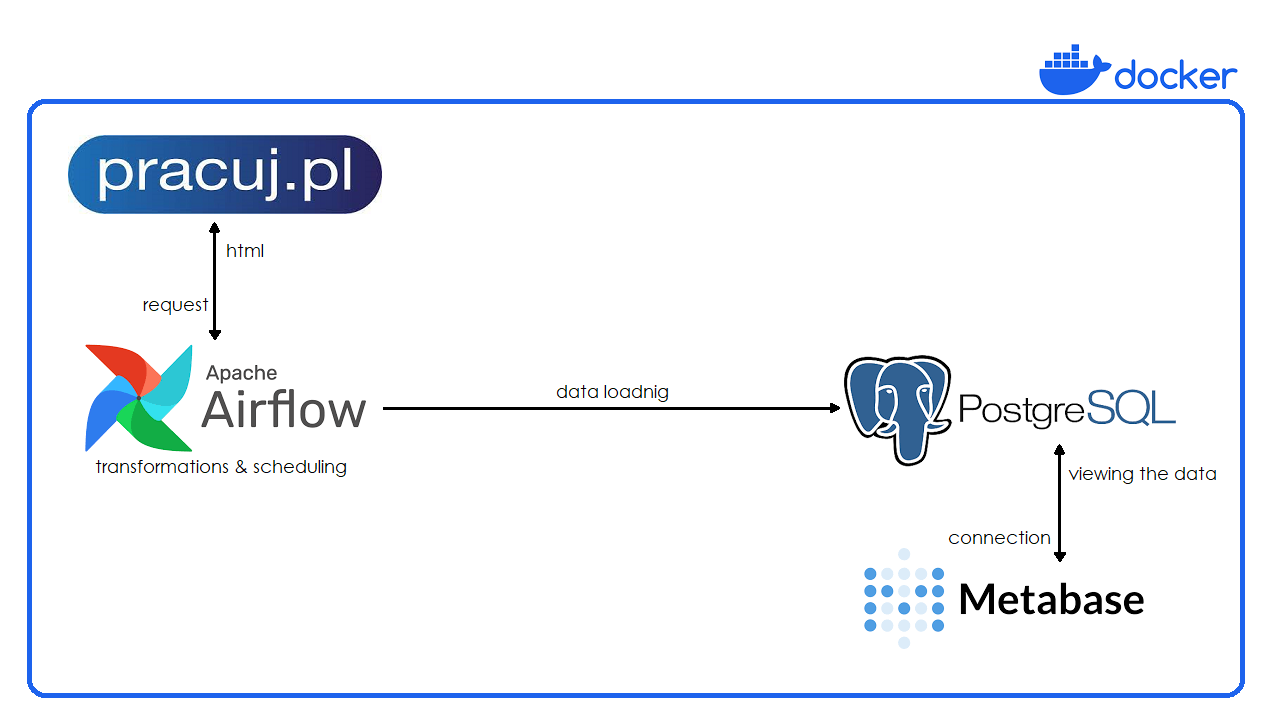 docker
pracuj.pl
html
request
Apache
Airflow
transformations & scheduling
data loadnig
PostgreSQL
viewing the data
connection
Metabase